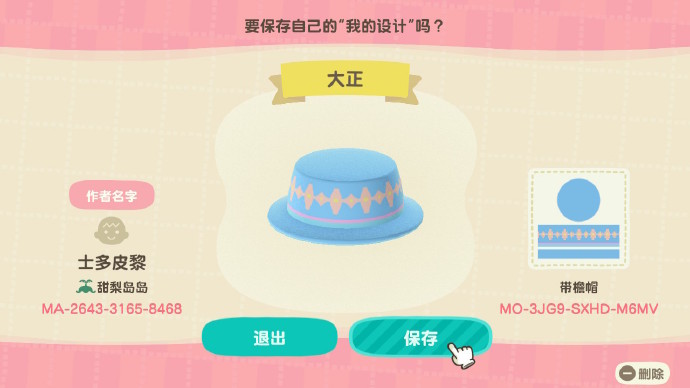 要保存自己的“我的设计”吗？
大正
作者名字
士多皮黎
甜梨岛岛
MA-2643-3165-8468
带檐帽
MO-3JG9-SXHD-M6MV
退出
保存
删除